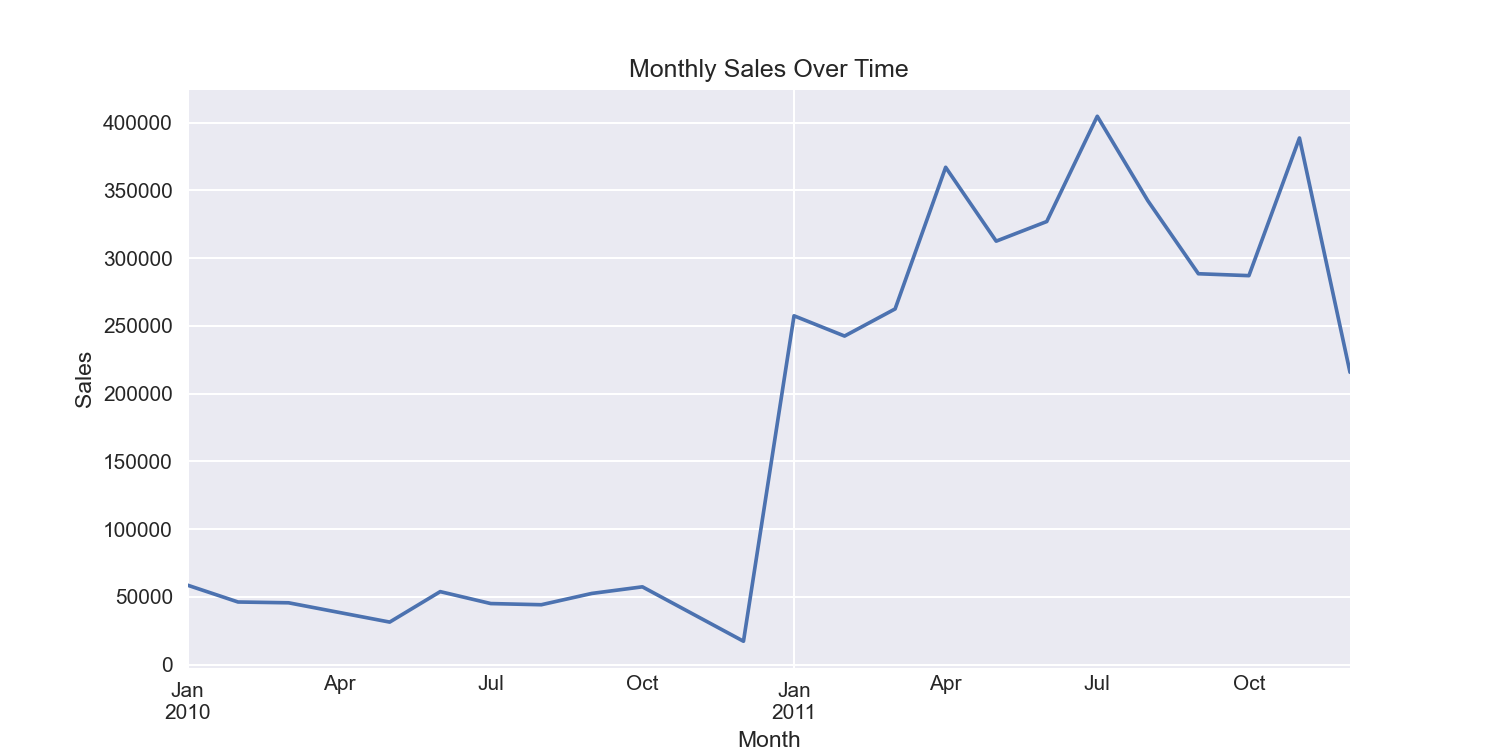 Monthly Sales Over Time
400000
350000
300000
250000
200000
150000
100000
50000
0
Sales
Jan Apr Jul Oct Jan Apr Jul Oct
2010 2011
Month